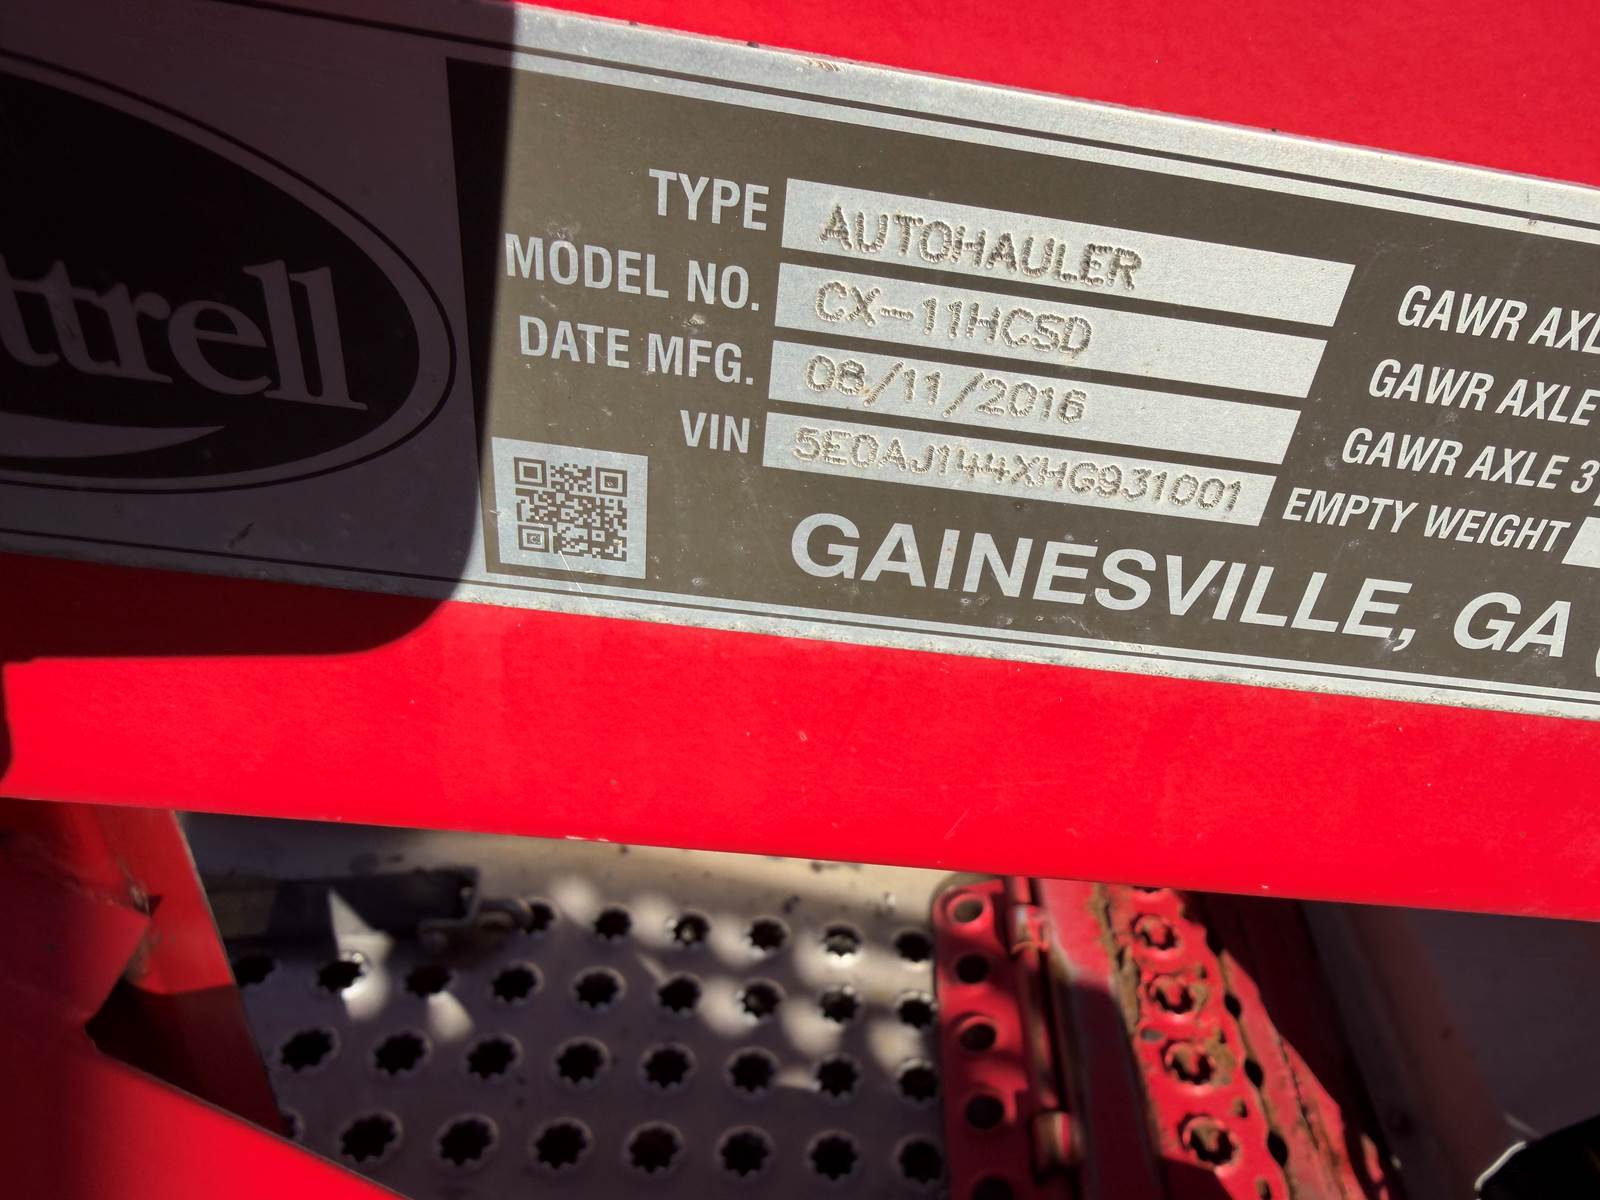 ttrell
TYPE AUTOHAULER
MODEL NO. CX-11HCSD
DATE MFG. 08/11/2016
VIN 5E0AJ144XHG931001
GAWR AXL
GAWR AXLE
GAWR AXLE 3
EMPTY WEIGHT
GAINESVILLE, GA